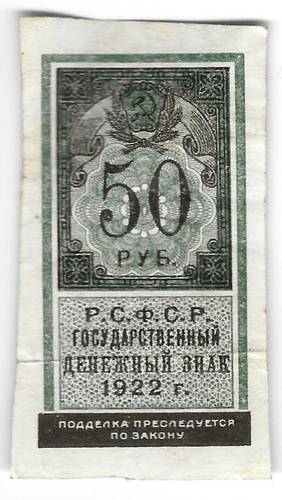 50
РУБ.
Р.С.Ф.С.Р.
ГОСУДАРСТВЕННЫЙ
ДЕНЕЖНЫЙ ЗНАК
1922 г.
ПОДДЕЛКА ПРЕСЛЕДУЕТСЯ
ПО ЗАКОНУ